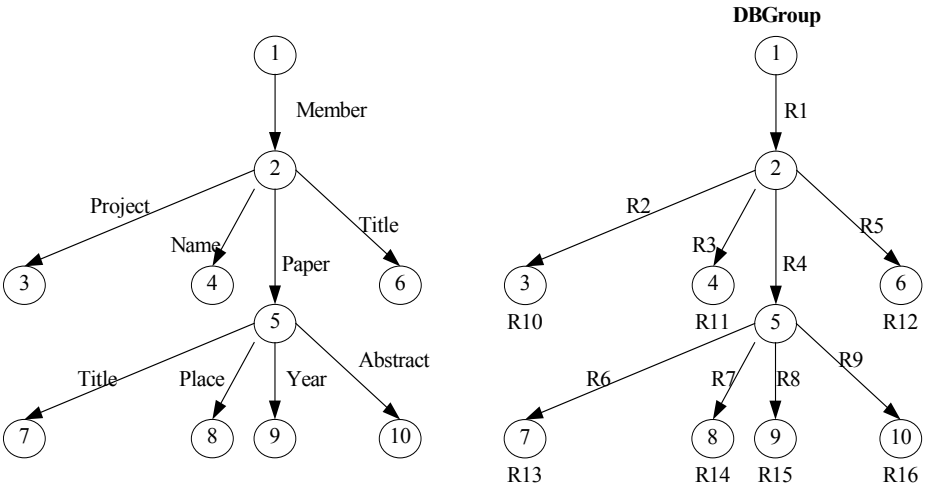 DBGroup
1
Member
2
Project
Name
Paper
Title
3
4
6
5
Title
Place
Year
Abstract
7
8
9
10
1
R1
2
R2
R3
R4
R5
3
4
6
R10
R11
R12
5
R6
R7
R8
R9
7
8
9
10
R13
R14
R15
R16